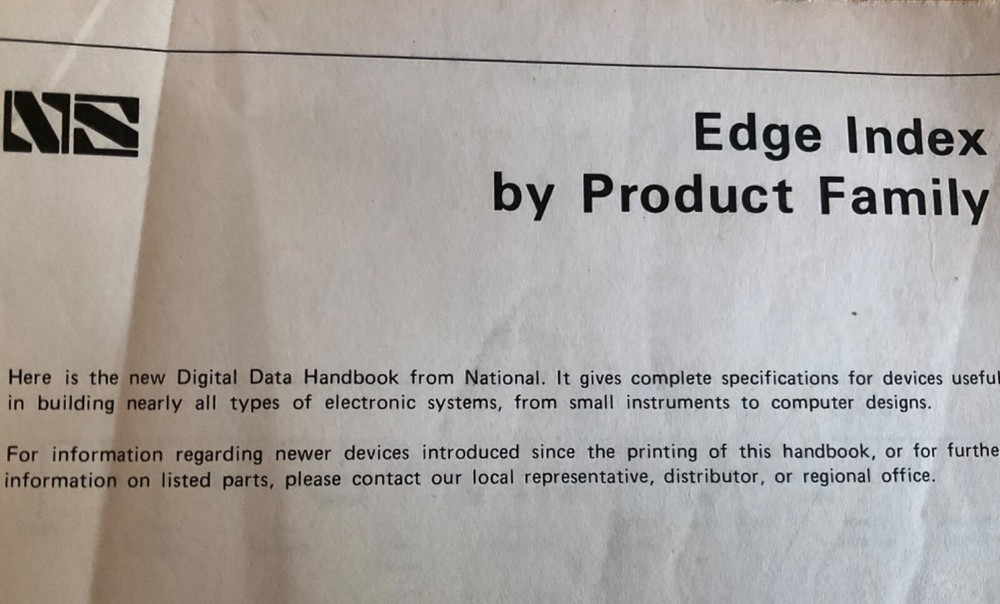 NS
Edge Index
by Product Family
Here is the new Digital Data Handbook from National. It gives complete specifications for devices useful
in building nearly all types of electronic systems, from small instruments to computer designs.
For information regarding newer devices introduced since the printing of this handbook, or for furthe
information on listed parts, please contact our local representative, distributor, or regional office.